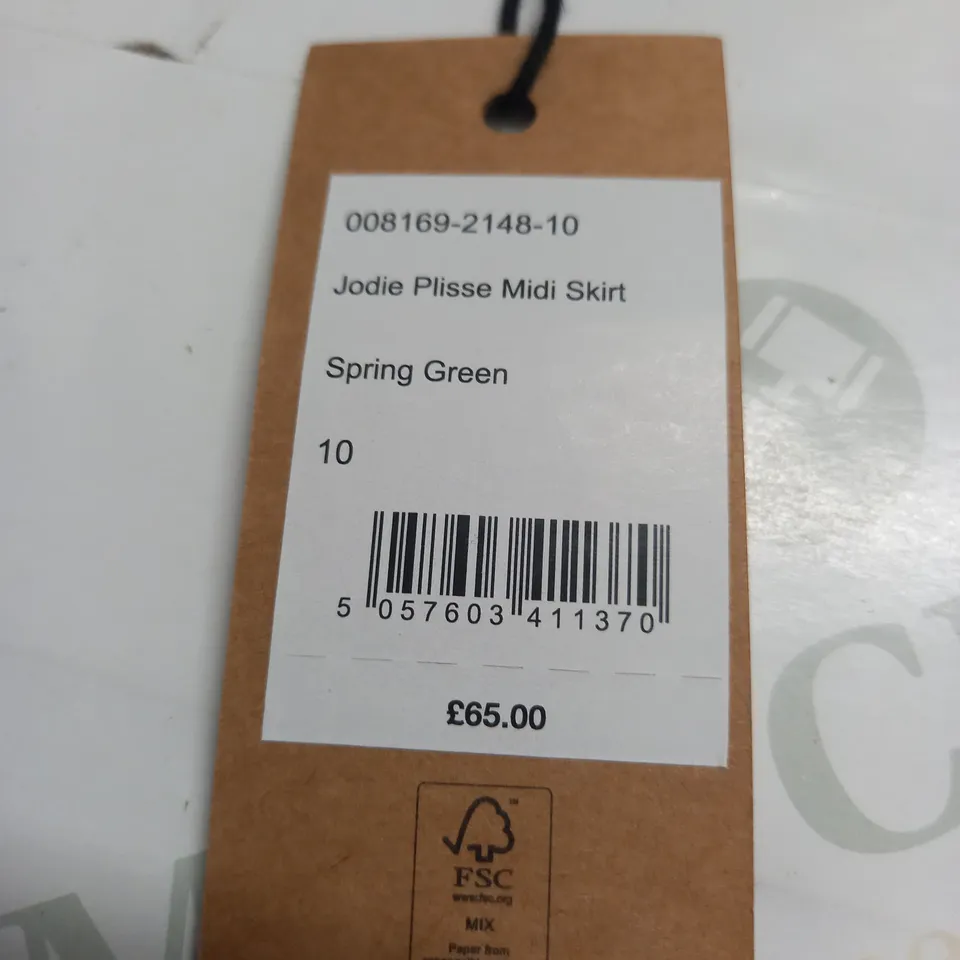 008169-2148-10
Jodie Plisse Midi Skirt
Spring Green
10
5 057603 411370
£65.00
FSC
www.fsc.org
MIX
Paper from